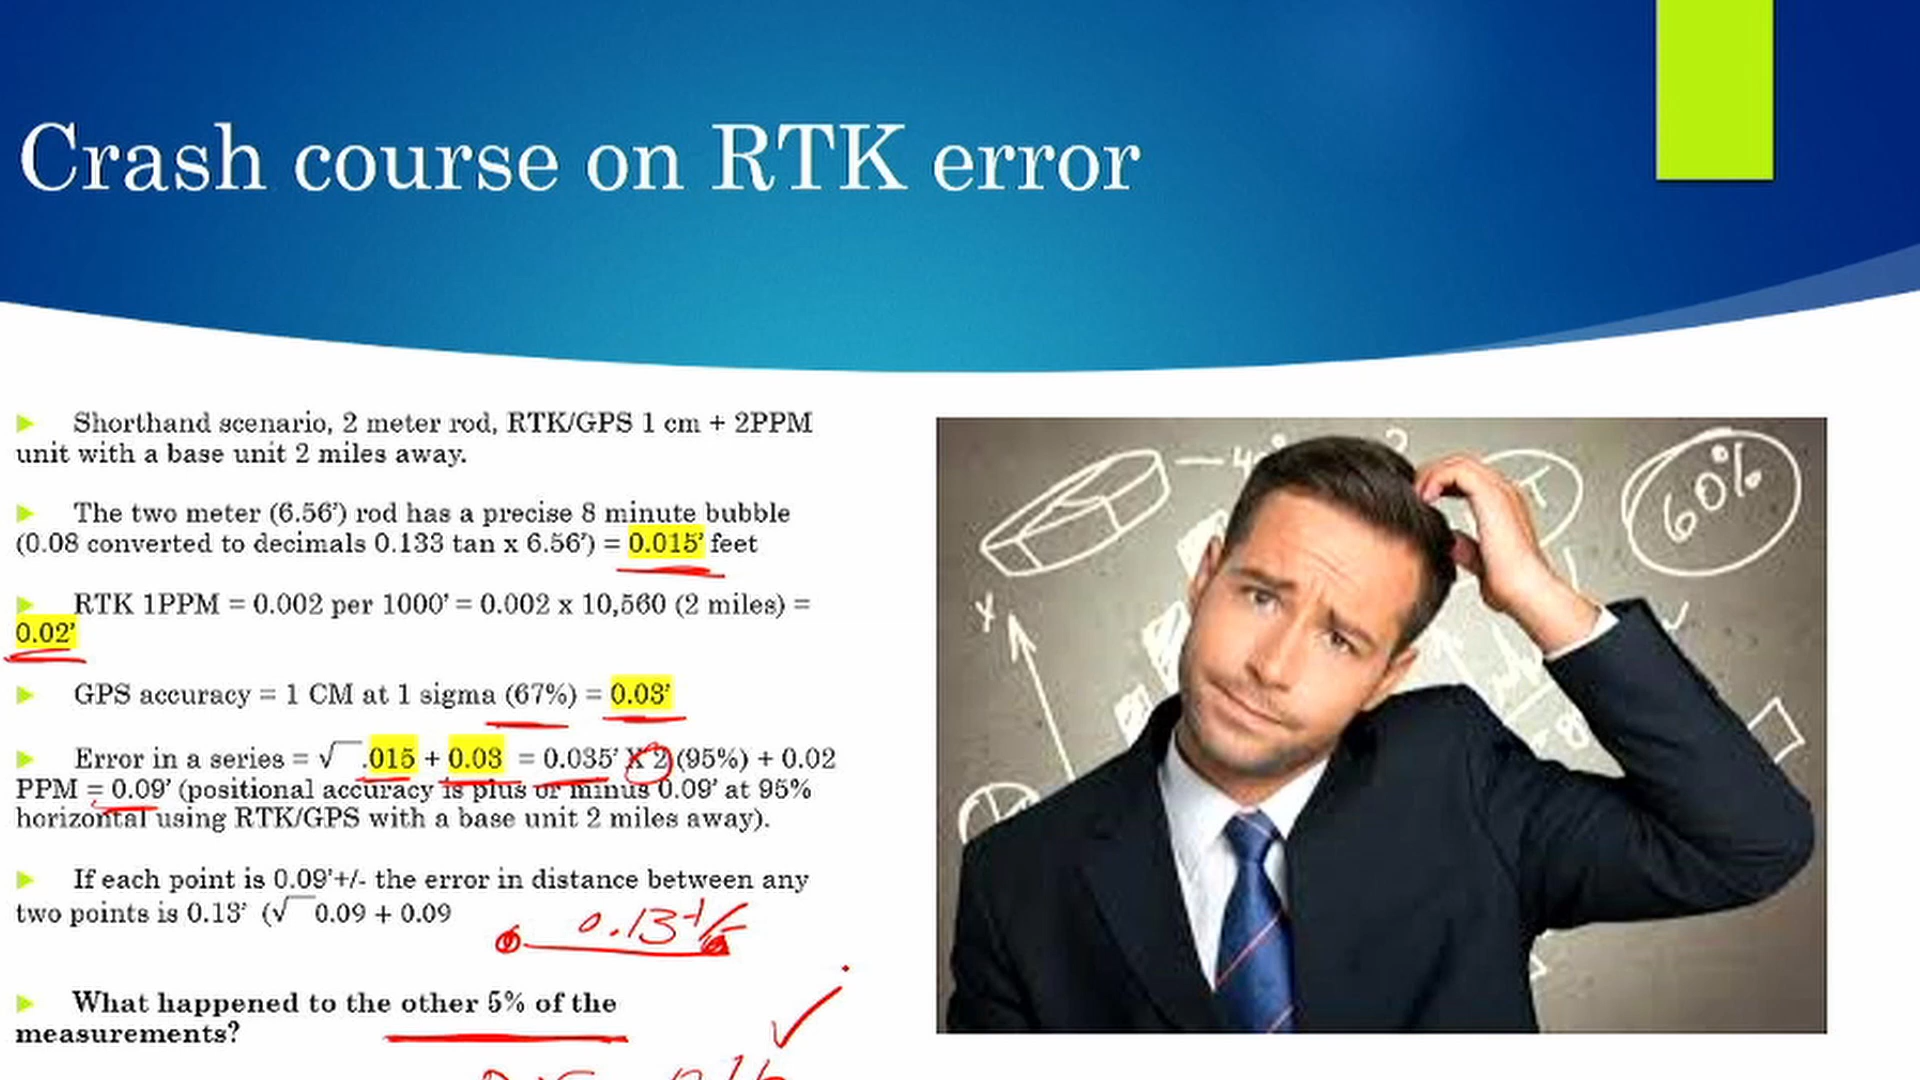 Crash course on RTK error
Shorthand scenario, 2 meter rod, RTK/GPS 1 cm + 2PPM
unit with a base unit 2 miles away.
The two meter (6.56’) rod has a precise 8 minute bubble
(0.08 converted to decimals 0.133 tan x 6.56’) = 0.015’ feet
RTK 1PPM = 0.002 per 1000’ = 0.002 x 10,560 (2 miles) =
0.02’
GPS accuracy = 1 CM at 1 sigma (67%) = 0.03’
Error in a series = √‾ .015 + 0.03 = 0.035’ X 2 (95%) + 0.02
PPM = 0.09’ (positional accuracy is plus or minus 0.09’ at 95%
horizontal using RTK/GPS with a base unit 2 miles away).
If each point is 0.09’+/- the error in distance between any
two points is 0.13’ (√‾ 0.09 + 0.09
0.13 +/-
What happened to the other 5% of the
measurements?
60%